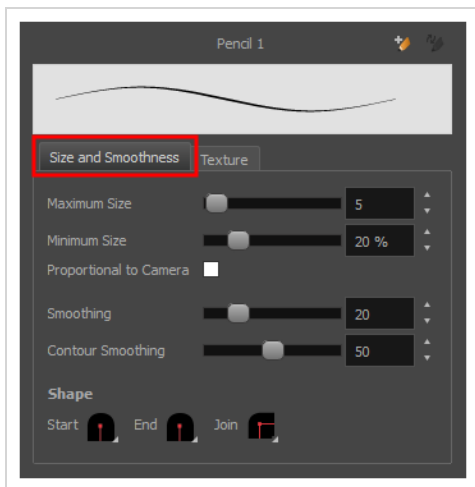 Pencil 1
Size and Smoothness Texture
Maximum Size 5
Minimum Size 20 %
Proportional to Camera
Smoothing 20
Contour Smoothing 50
Shape
Start End Join